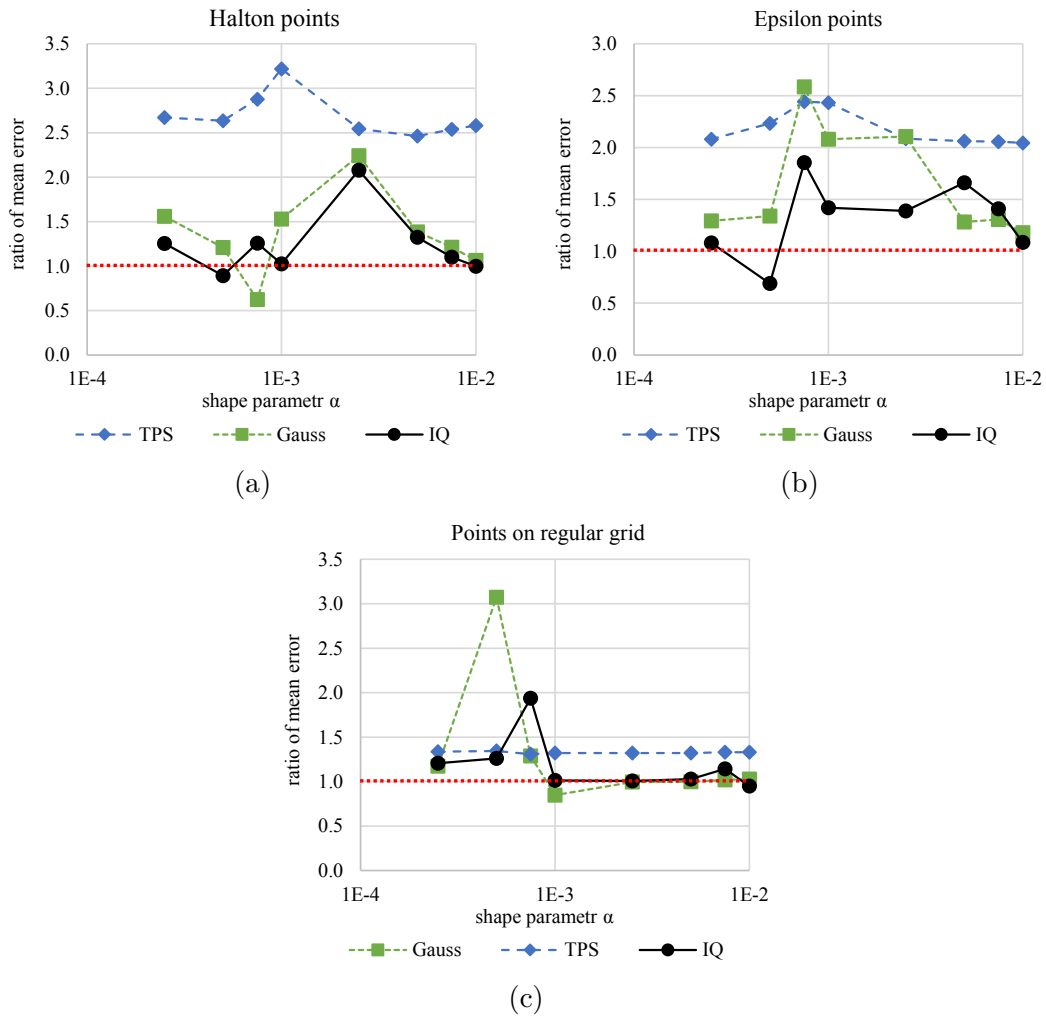 Halton points
3.5
3.0
2.5
2.0
1.5
1.0
0.5
0.0
ratio of mean error
1E-4 1E-3 1E-2
shape parametr α
TPS Gauss IQ
(a)
Epsilon points
3.0
2.5
2.0
1.5
1.0
0.5
0.0
ratio of mean error
1E-4 1E-3 1E-2
shape parametr α
TPS Gauss IQ
(b)
Points on regular grid
3.5
3.0
2.5
2.0
1.5
1.0
0.5
0.0
ratio of mean error
1E-4 1E-3 1E-2
shape parametr α
Gauss TPS IQ
(c)